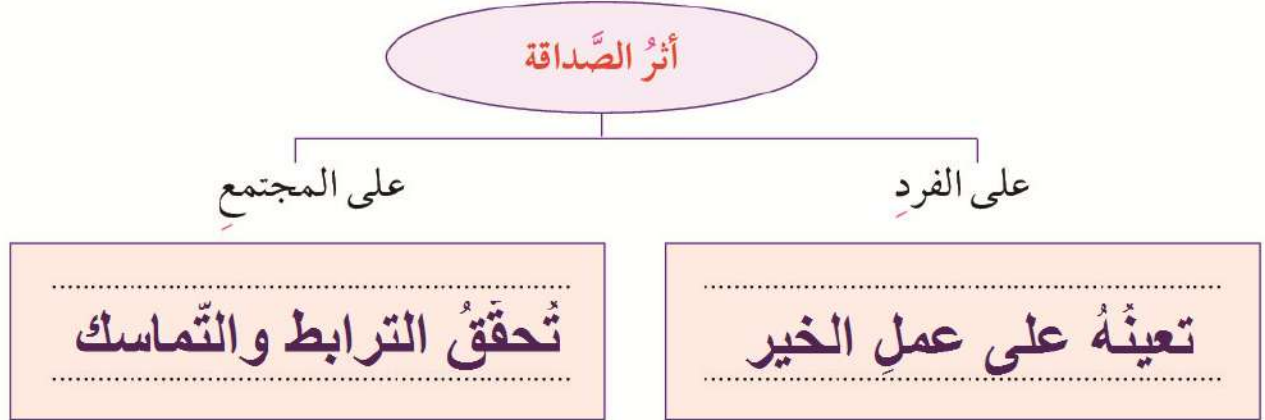 أثرُ الصَّداقة
على الفردِ
على المجتمعِ
تعينُهُ على عملِ الخير
تُحقّقُ الترابط والتّماسك